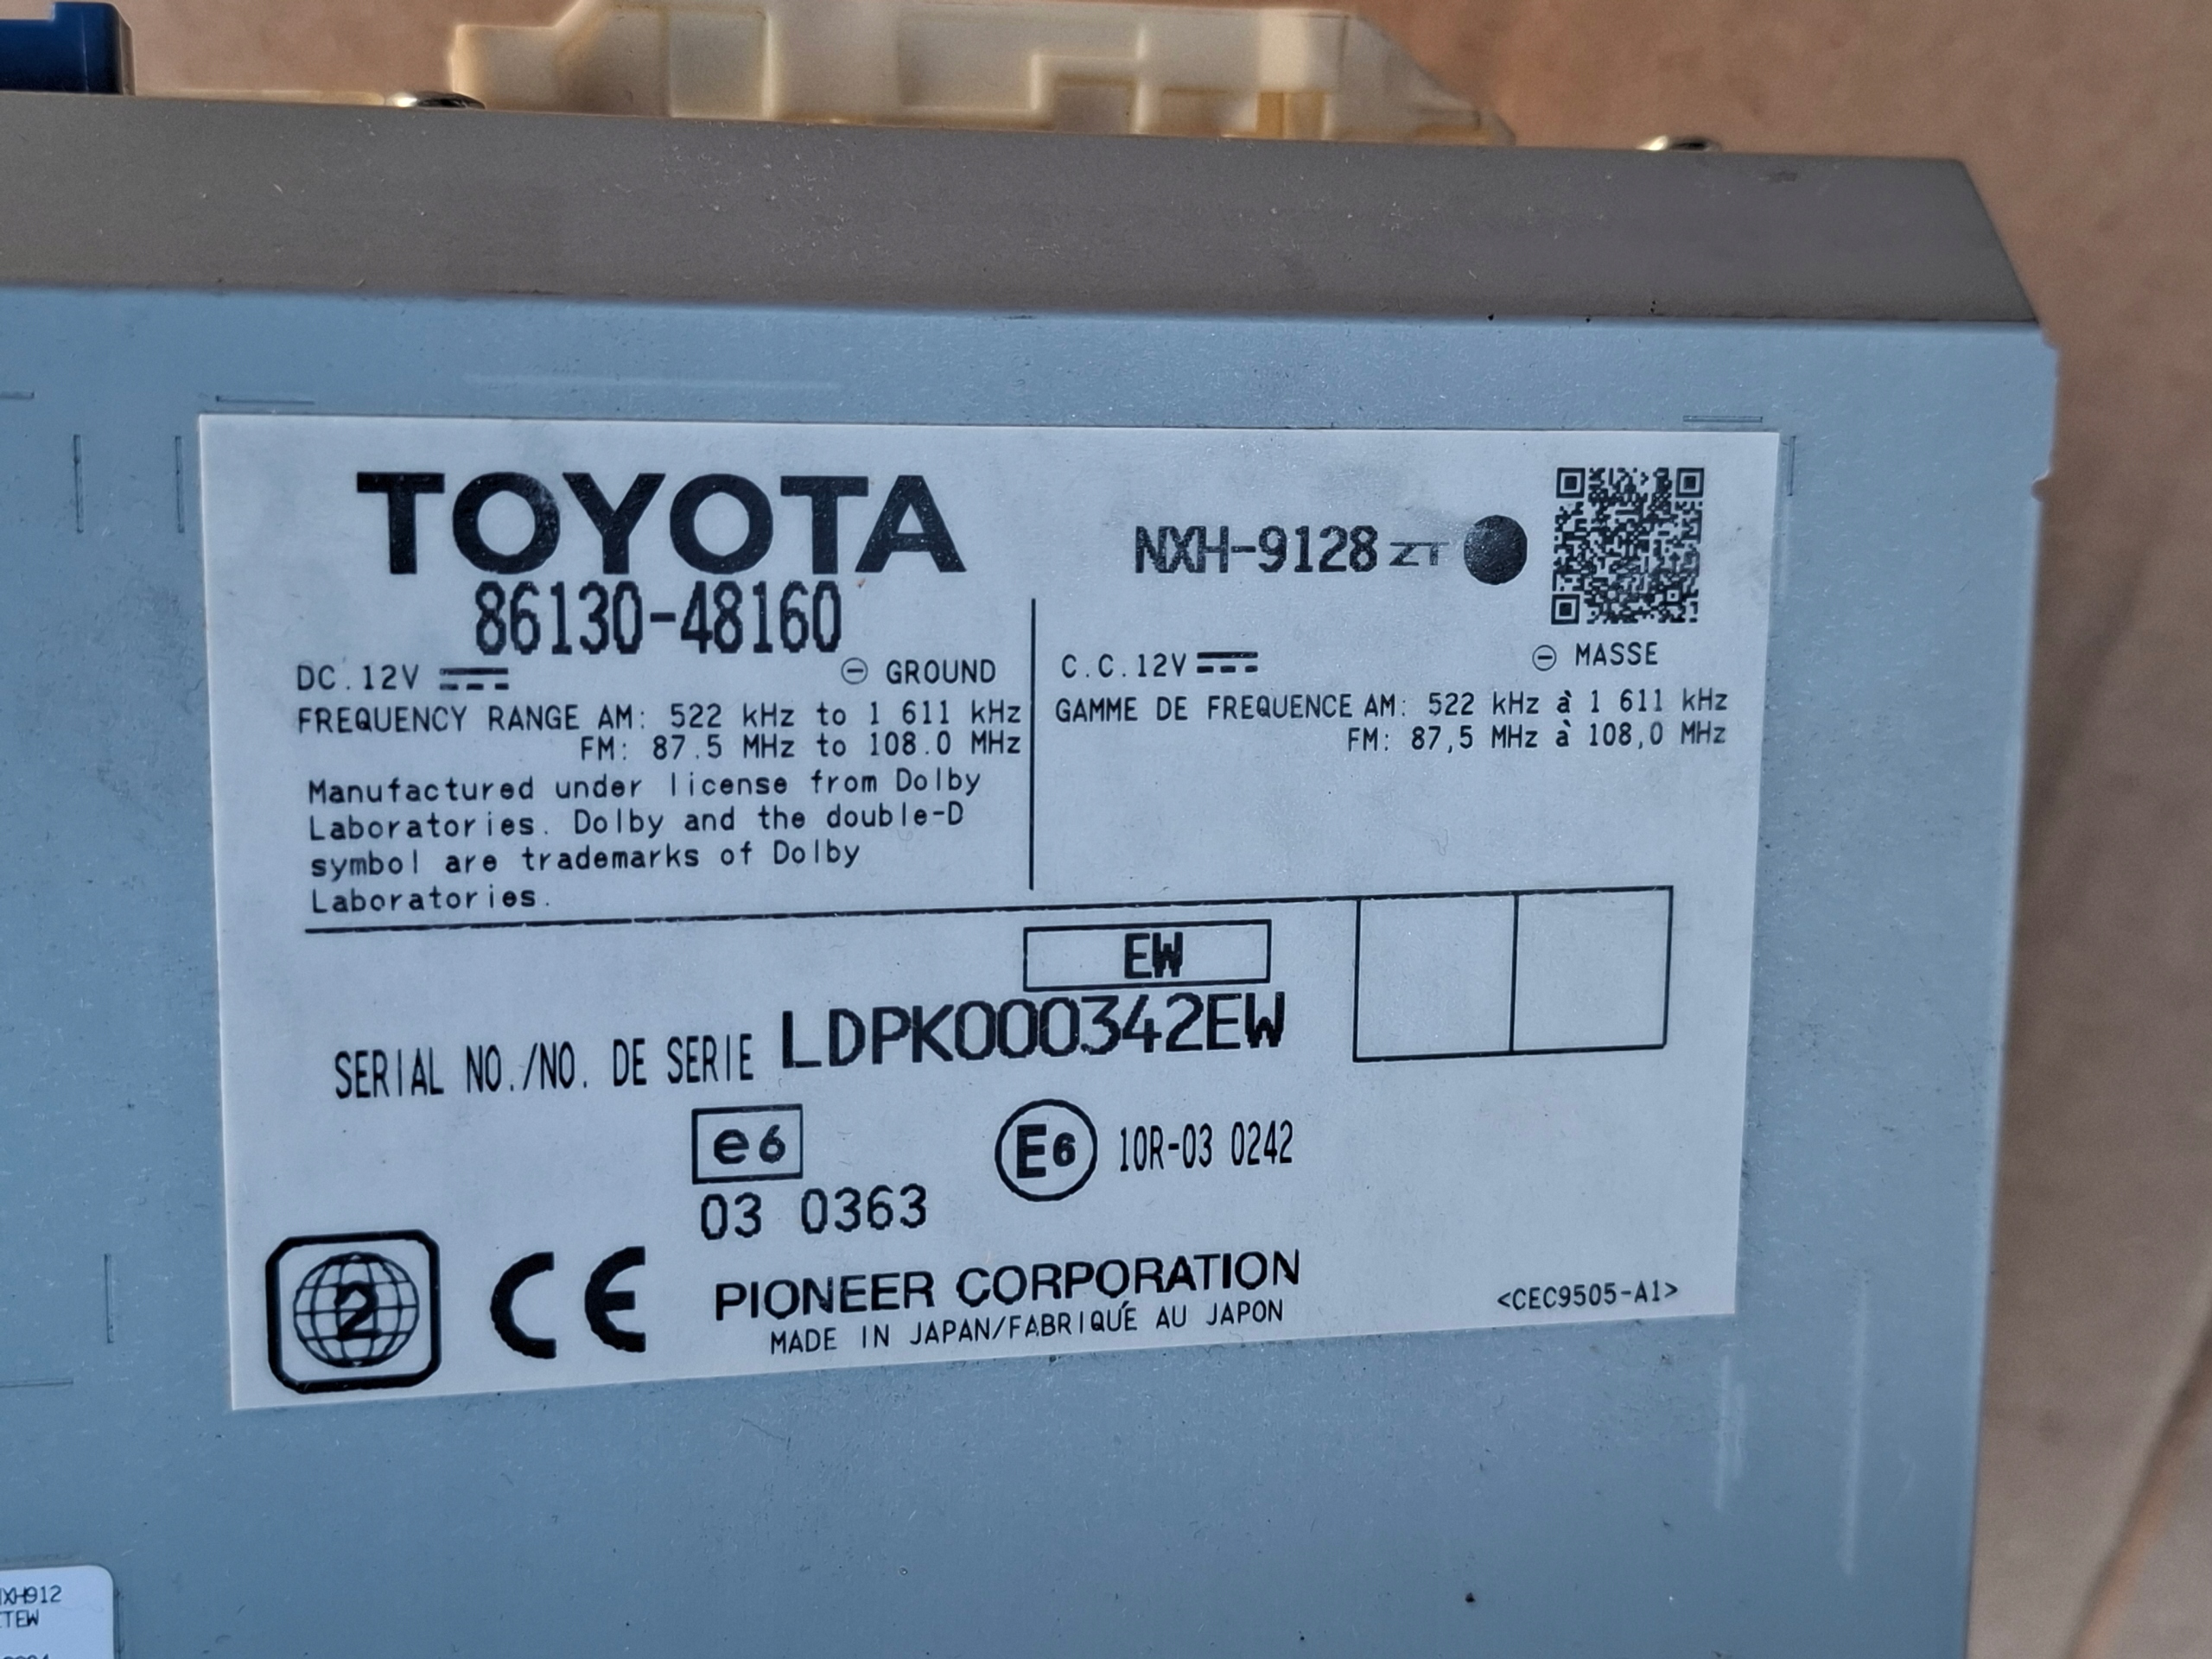 TOYOTA
86130-48160
NXH-9128 ZT
DC. 12V
⊖ GROUND
FREQUENCY RANGE AM: 522 kHz to 1 611 kHz
FM: 87.5 MHz to 108.0 MHz
Manufactured under license from Dolby
Laboratories. Dolby and the double-D
symbol are trademarks of Dolby
Laboratories.
C.C. 12V
⊖ MASSE
GAMME DE FREQUENCE AM: 522 kHz à 1 611 kHz
FM: 87,5 MHz à 108,0 MHz
EW
SERIAL NO./NO. DE SERIE LDPK000342EW
e6
03 0363
E6 10R-03 0242
2
CE
PIONEER CORPORATION
MADE IN JAPAN/FABRIQUÉ AU JAPON
<CEC9505-A1>
XH912
TEW